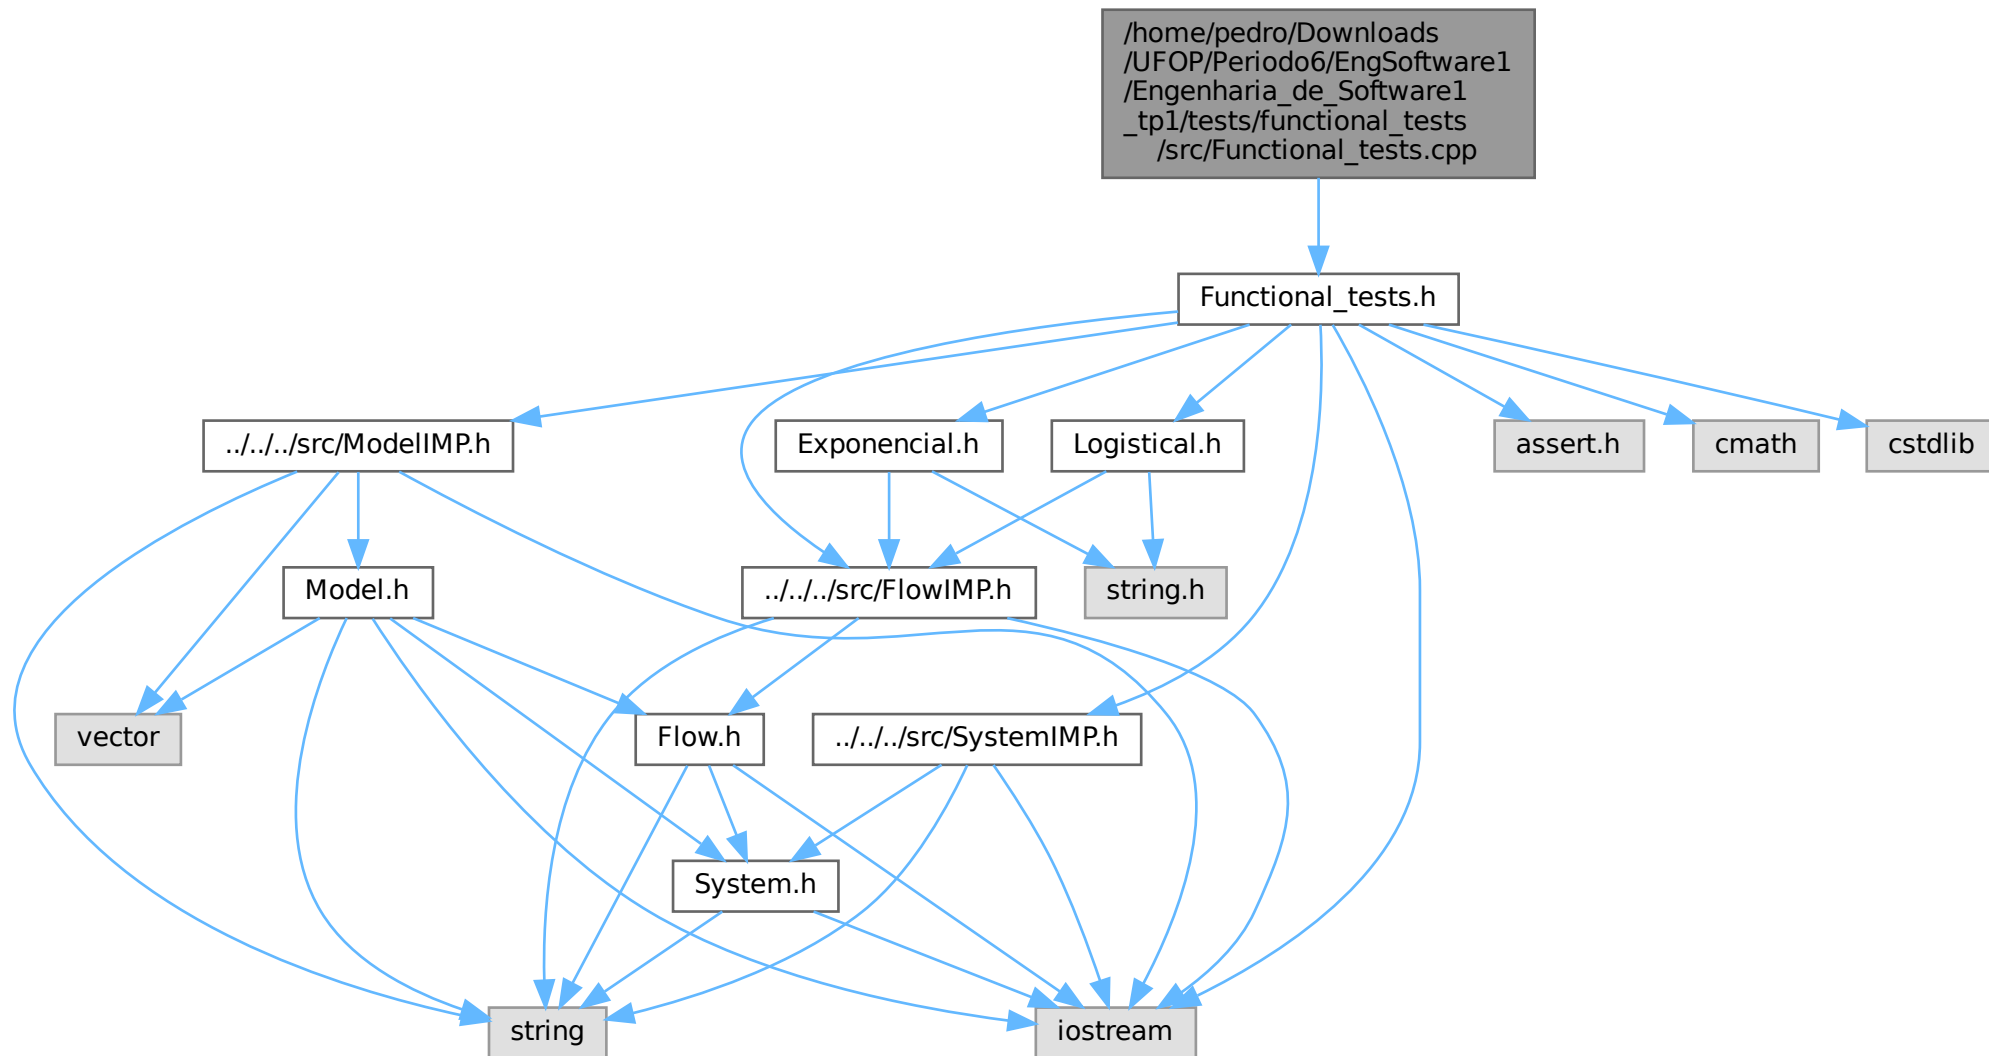 /home/pedro/Downloads
/UFOP/Periodo6/EngSoftware1
/Engenharia_de_Software1
_tp1/tests/functional_tests
/src/Functional_tests.cpp
Functional_tests.h
../../../src/ModelIMP.h
Exponencial.h
Logistical.h
assert.h
cmath
cstdlib
Model.h
../../../src/FlowIMP.h
string.h
vector
Flow.h
../../../src/SystemIMP.h
System.h
string
iostream